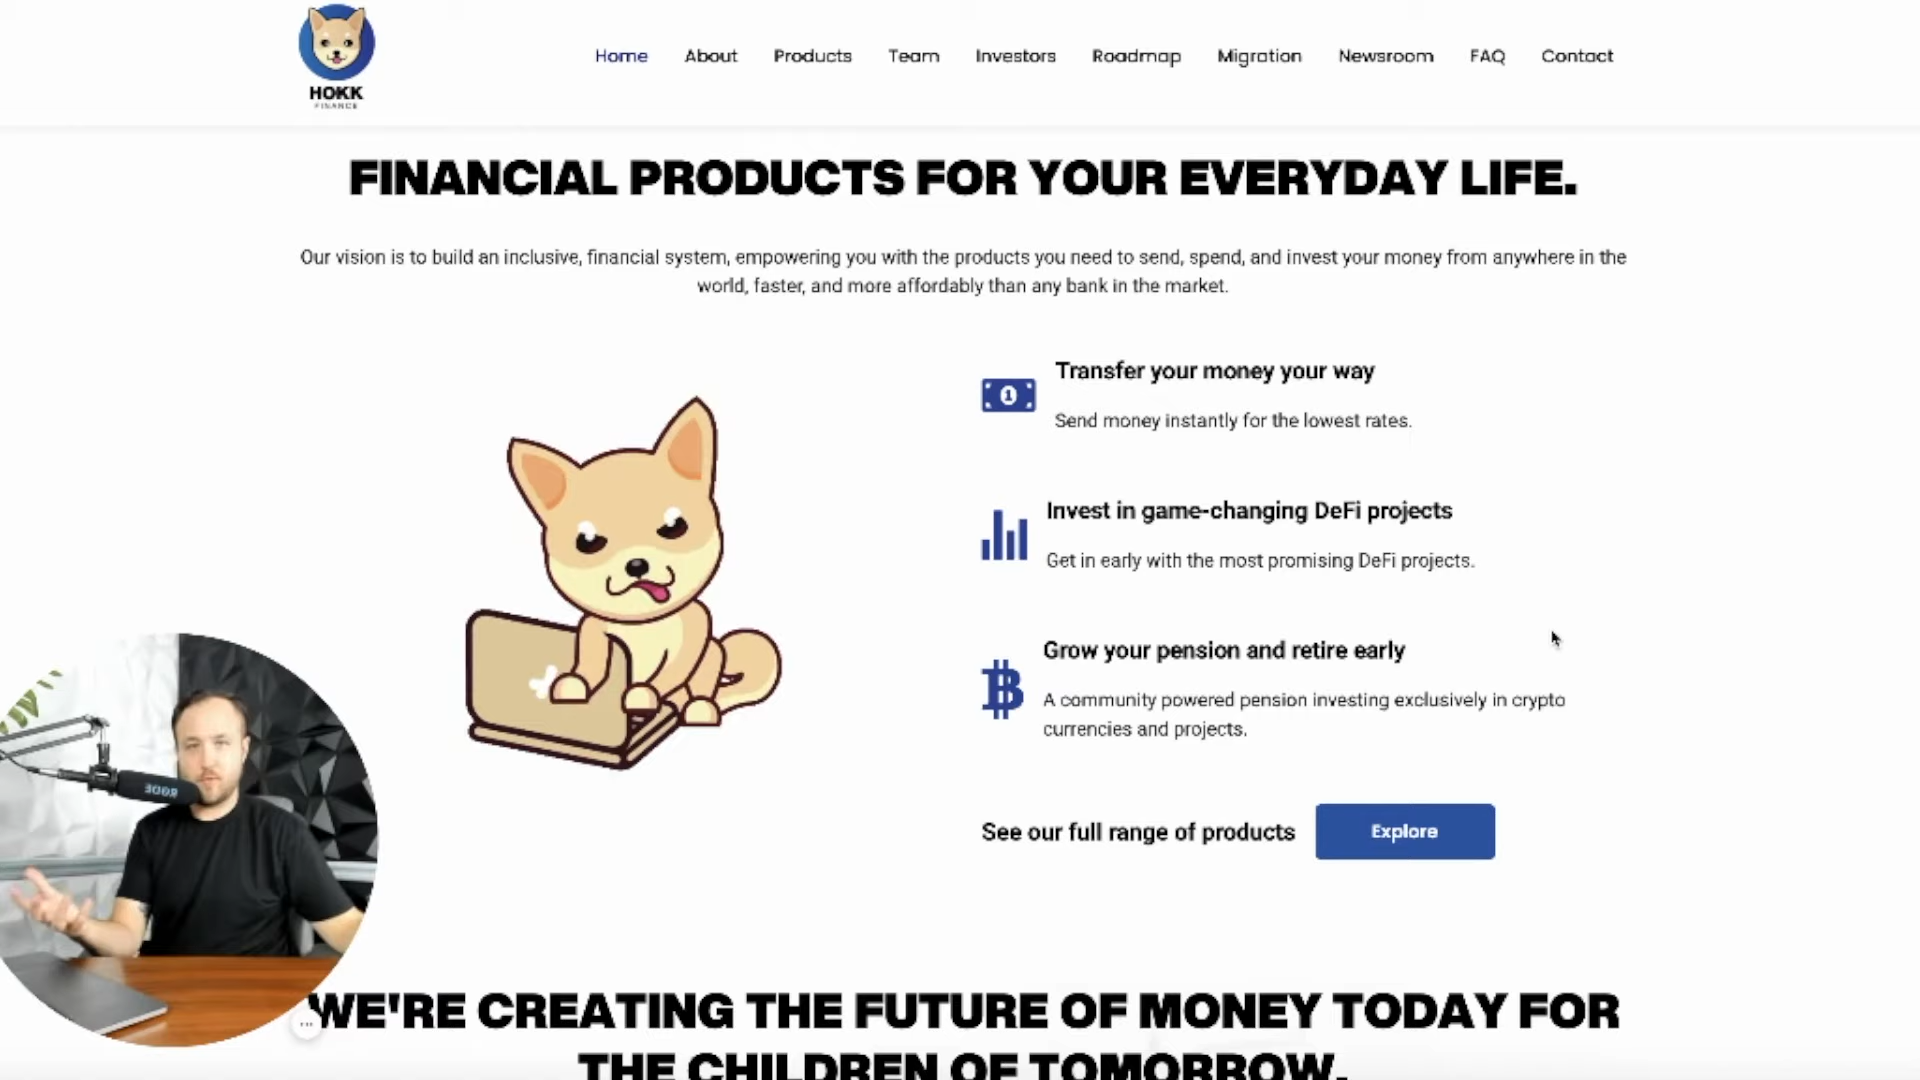 HOKK
FINANCE
Home About Products Team Investors Roadmap Migration Newsroom FAQ Contact
FINANCIAL PRODUCTS FOR YOUR EVERYDAY LIFE.
Our vision is to build an inclusive, financial system, empowering you with the products you need to send, spend, and invest your money from anywhere in the
world, faster, and more affordably than any bank in the market.
Transfer your money your way
Send money instantly for the lowest rates.
Invest in game-changing DeFi projects
Get in early with the most promising DeFi projects.
Grow your pension and retire early
A community powered pension investing exclusively in crypto
currencies and projects.
See our full range of products
Explore
WE'RE CREATING THE FUTURE OF MONEY TODAY FOR
THE CHILDREN OF TOMORROW.